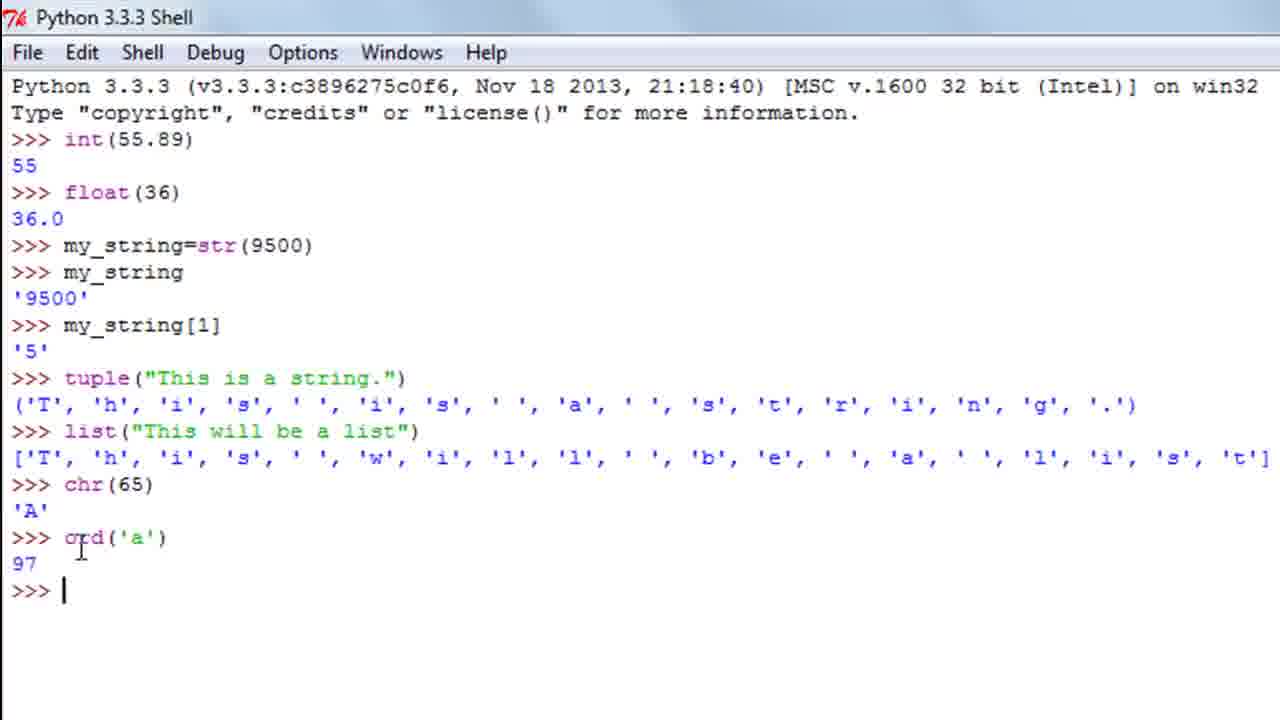 Python 3.3.3 Shell
File Edit Shell Debug Options Windows Help
Python 3.3.3 (v3.3.3:c3896275c0f6, Nov 18 2013, 21:18:40) [MSC v.1600 32 bit (Intel)] on win32
Type "copyright", "credits" or "license()" for more information.
>>> int(55.89)
55
>>> float(36)
36.0
>>> my_string=str(9500)
>>> my_string
'9500'
>>> my_string[1]
'5'
>>> tuple("This is a string.")
('T', 'h', 'i', 's', ' ', 'i', 's', ' ', 'a', ' ', 's', 't', 'r', 'i', 'n', 'g', '.')
>>> list("This will be a list")
['T', 'h', 'i', 's', ' ', 'w', 'i', 'l', 'l', ' ', 'b', 'e', ' ', 'a', ' ', 'l', 'i', 's', 't']
>>> chr(65)
'A'
>>> ord('a')
97
>>>